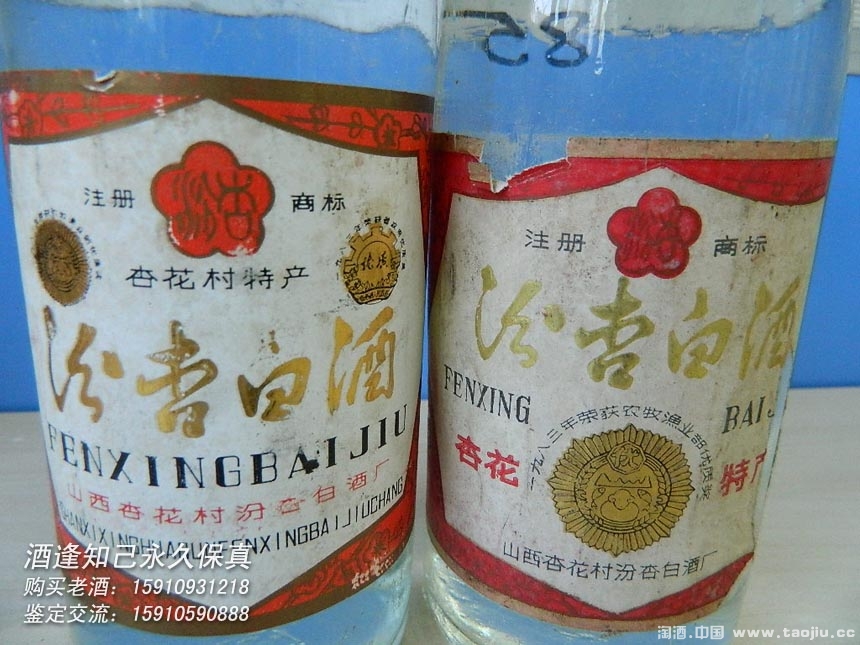 注册 商标
汾杏
杏花村特产
汾杏白酒
FENXINGBAIJIU
山西杏花村汾杏白酒厂
53
注册 商标
汾杏白酒
FENXING BAIJ
一九八三年荣获农牧渔业部优质奖
杏花 特产
山西杏花村汾杏白酒厂
酒逢知己永久保真
购买老酒：15910931218
鉴定交流：15910590888
淘酒.中国 www.taojiu.cc